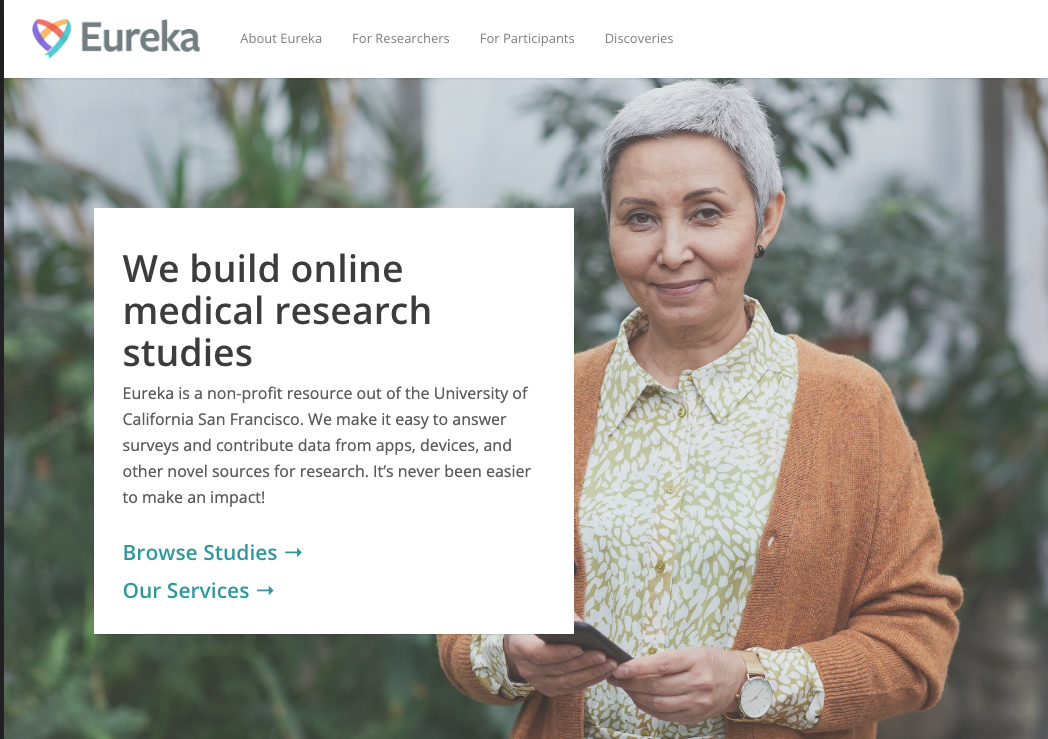 Eureka
About Eureka
For Researchers
For Participants
Discoveries
We build online
medical research
studies
Eureka is a non-profit resource out of the University of
California San Francisco. We make it easy to answer
surveys and contribute data from apps, devices, and
other novel sources for research. It’s never been easier
to make an impact!
Browse Studies →
Our Services →